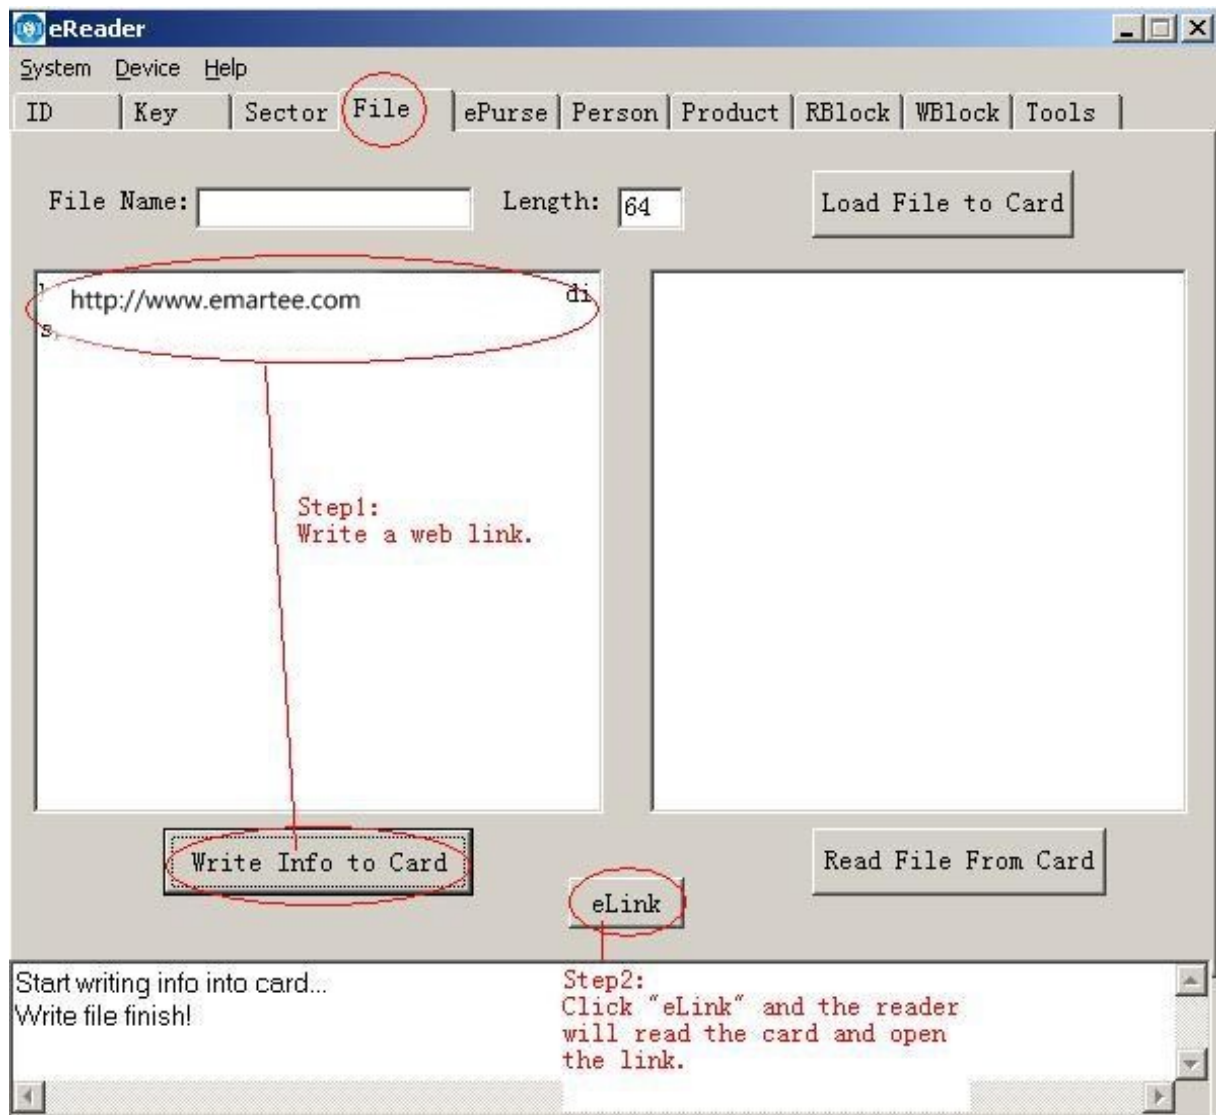 eReader
System Device Help
ID Key Sector File ePurse Person Product RBlock WBlock Tools
File Name: Length: 64 Load File to Card
http://www.emartee.com di
Step1:
Write a web link.
Write Info to Card Read File From Card
eLink
Start writing info into card...
Write file finish!
Step2:
Click "eLink" and the reader
will read the card and open
the link.